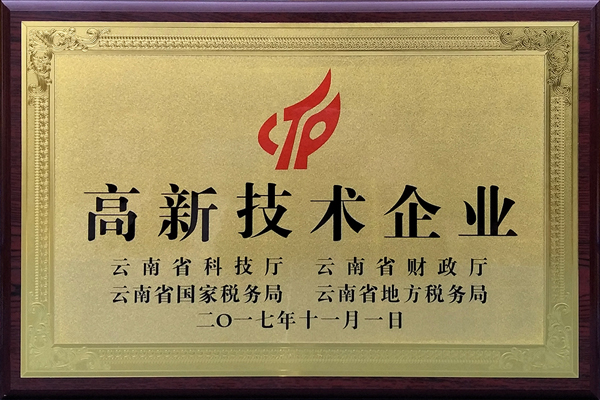 CTP
高新技术企业
云南省科技厅 云南省财政厅
云南省国家税务局 云南省地方税务局
二〇一七年十一月一日